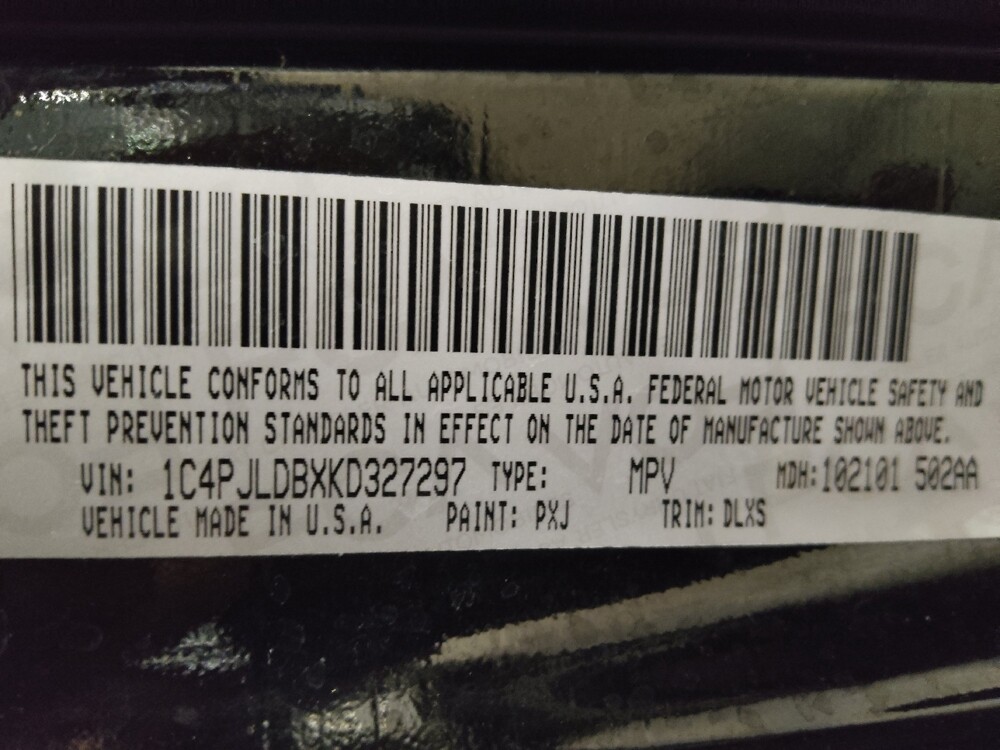 THIS VEHICLE CONFORMS TO ALL APPLICABLE U.S.A. FEDERAL MOTOR VEHICLE SAFETY AND
THEFT PREVENTION STANDARDS IN EFFECT ON THE DATE OF MANUFACTURE SHOWN ABOVE.
VIN: 1C4PJLDBXKD327297 TYPE: MPV MDH:102101 502AA
VEHICLE MADE IN U.S.A. PAINT: PXJ TRIM: DLXS